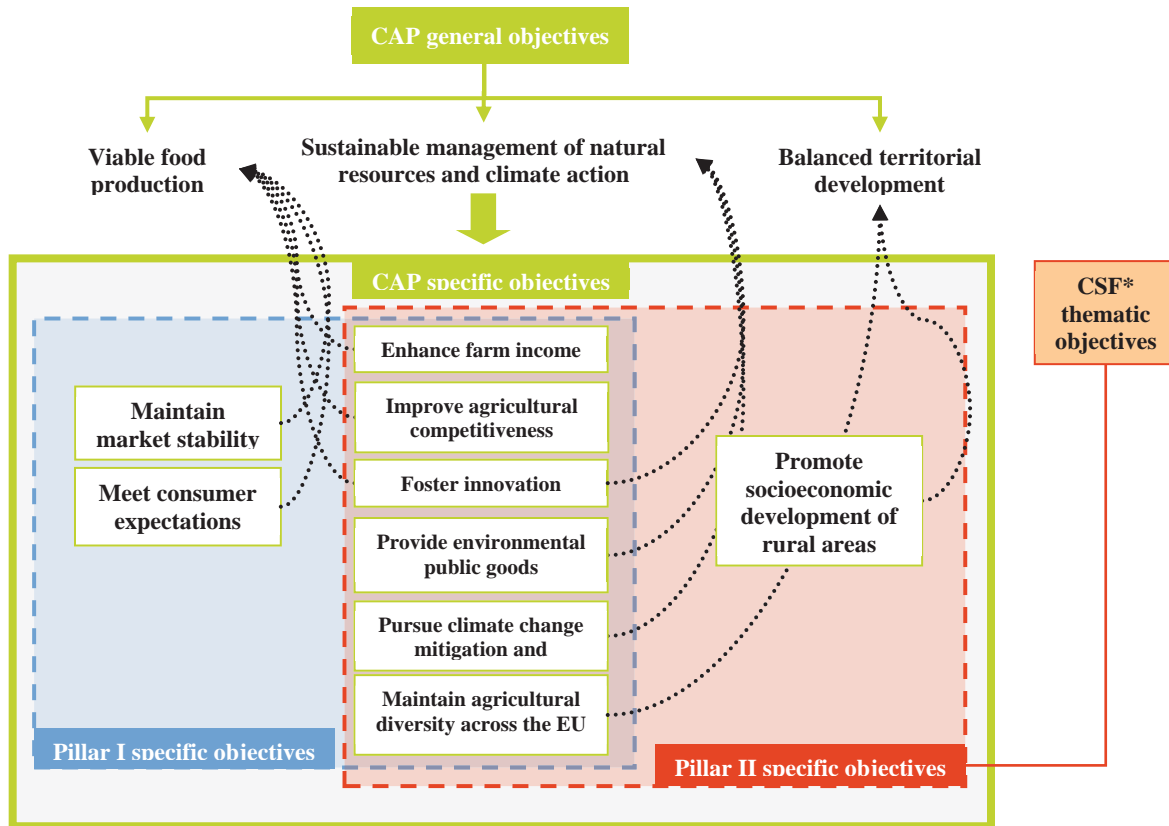 CAP general objectives
Viable food
production
Sustainable management of natural
resources and climate action
Balanced territorial
development
CAP specific objectives
CSF*
thematic
objectives
Enhance farm income
Maintain
market stability
Improve agricultural
competitiveness
Meet consumer
expectations
Foster innovation
Promote
socioeconomic
development of
rural areas
Provide environmental
public goods
Pursue climate change
mitigation and
Maintain agricultural
diversity across the EU
Pillar I specific objectives
Pillar II specific objectives